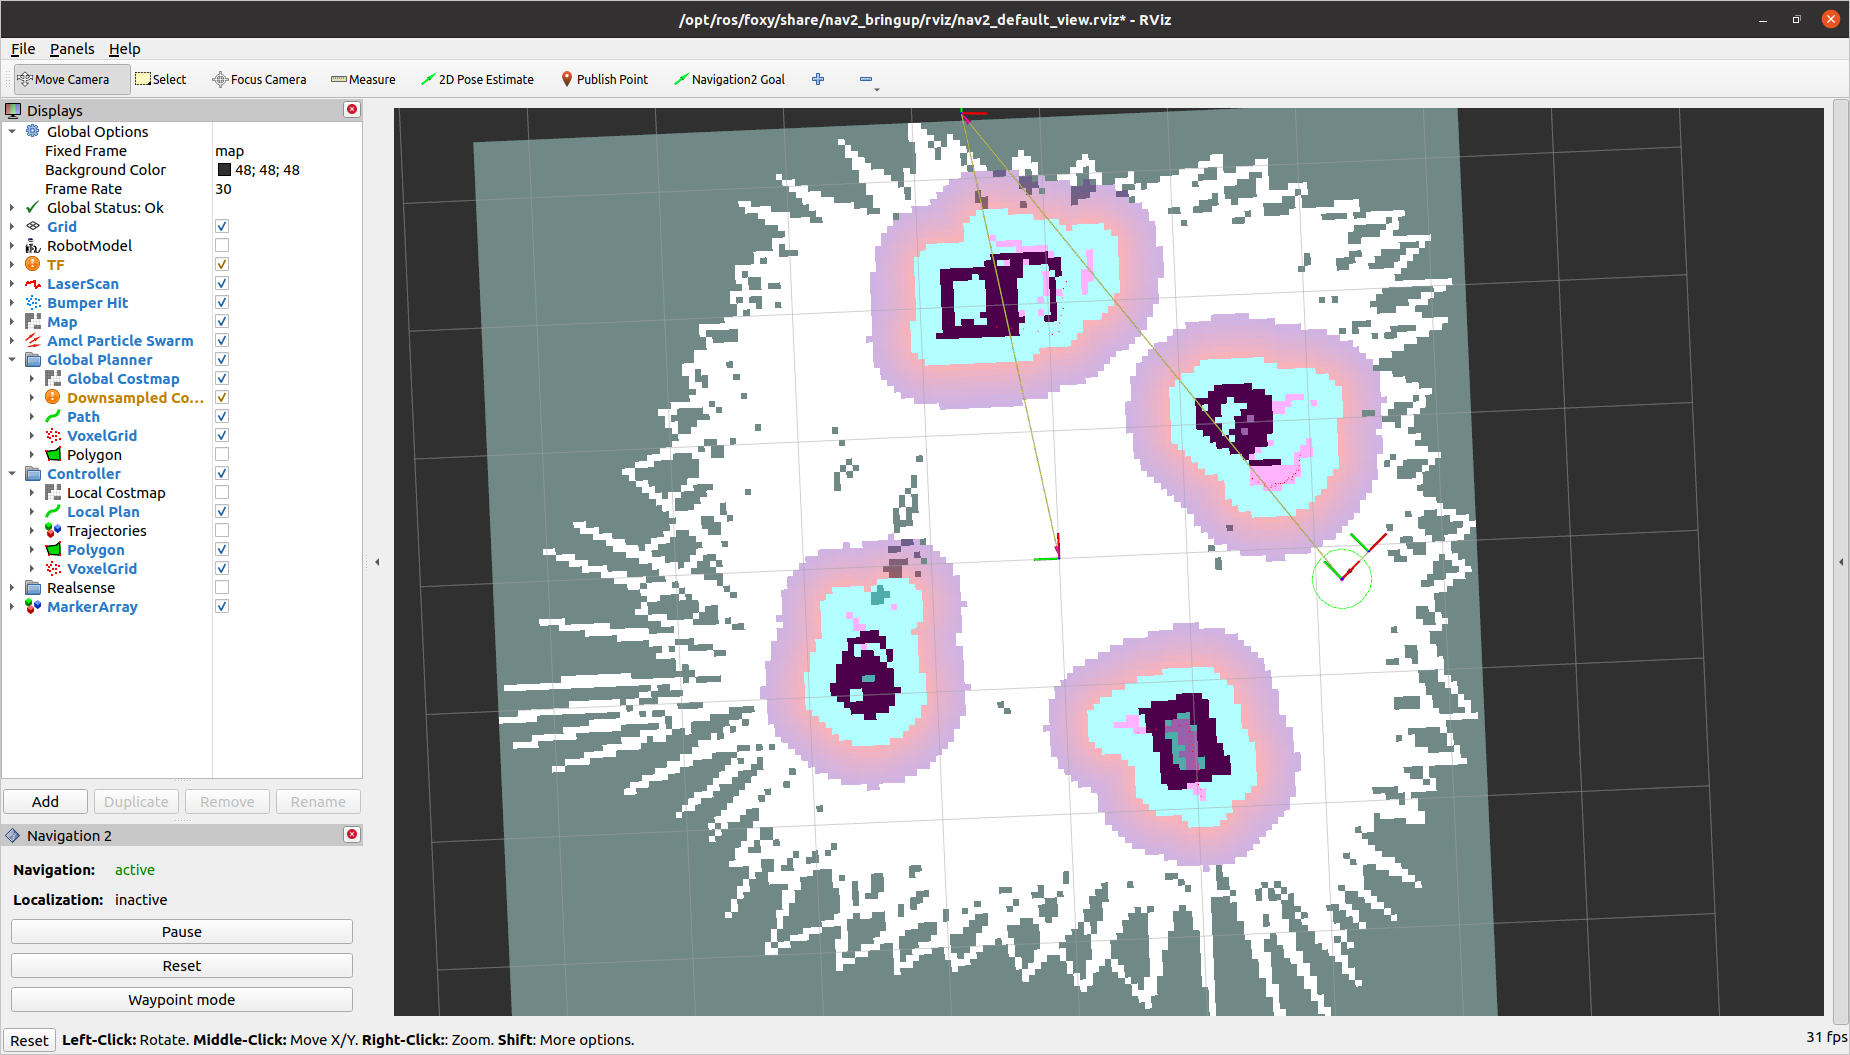 /opt/ros/foxy/share/nav2_bringup/rviz/nav2_default_view.rviz* - RViz
File Panels Help
Move Camera Select Focus Camera Measure 2D Pose Estimate Publish Point Navigation2 Goal
Displays
Global Options
Fixed Frame map
Background Color 48; 48; 48
Frame Rate 30
Global Status: Ok
Grid
RobotModel
TF
LaserScan
Bumper Hit
Map
Amcl Particle Swarm
Global Planner
Global Costmap
Downsampled Co...
Path
VoxelGrid
Polygon
Controller
Local Costmap
Local Plan
Trajectories
Polygon
VoxelGrid
Realsense
MarkerArray
Add Duplicate Remove Rename
Navigation 2
Navigation: active
Localization: inactive
Pause
Reset
Waypoint mode
Reset Left-Click: Rotate. Middle-Click: Move X/Y. Right-Click:: Zoom. Shift: More options. 31 fps